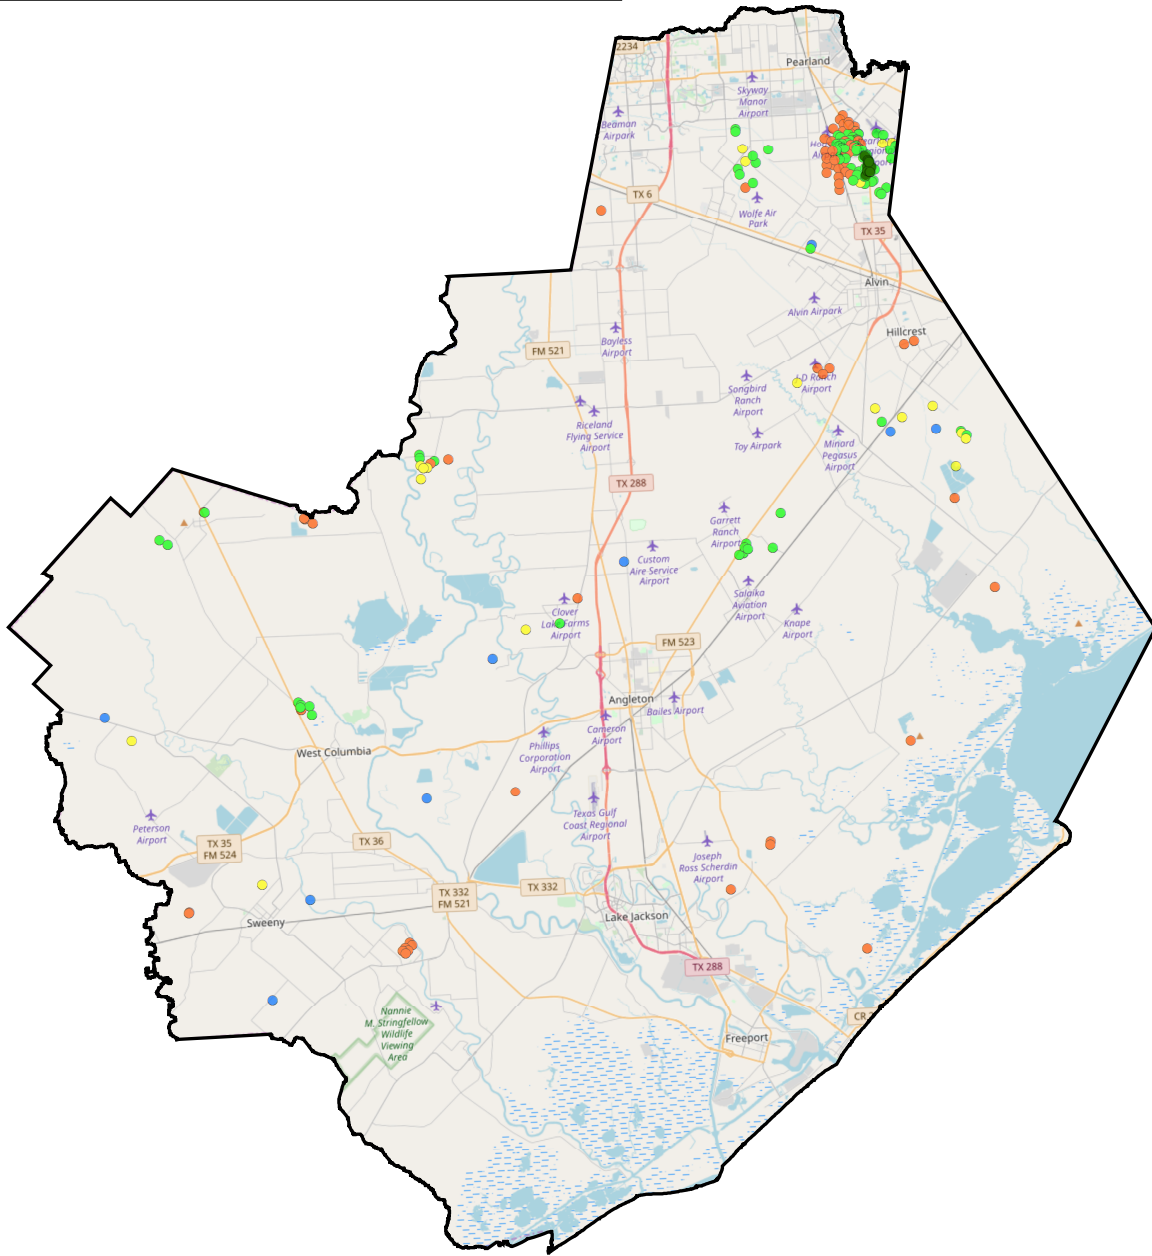 2234
Pearland
Skyway
Manor
Airport
Beaman
Airpark
TX 6
Wolfe Air
Park
TX 35
Alvin
Alvin Airpark
Hillcrest
Bayless
Airport
FM 521
Airport
Songbird
Ranch
Airport
Riceland
Flying Service
Airport
Toy Airpark
Minard
Pegasus
Airport
TX 288
Garrett
Ranch
Airport
Custom
Aire Service
Airport
Salaika
Aviation
Airport
Clover
Lake Farms
Airport
Knape
Airport
FM 523
Angleton
Bailes Airport
Cameron
Airport
West Columbia
Phillips
Corporation
Airport
Peterson
Airport
Texas Gulf
Coast Regional
Airport
TX 35
FM 524
TX 36
Joseph
Ross Scherdin
Airport
TX 332
FM 521
TX 332
Sweeny
Lake Jackson
TX 288
Nannie
M. Stringfellow
Wildlife
Viewing
Area
CR
Freeport